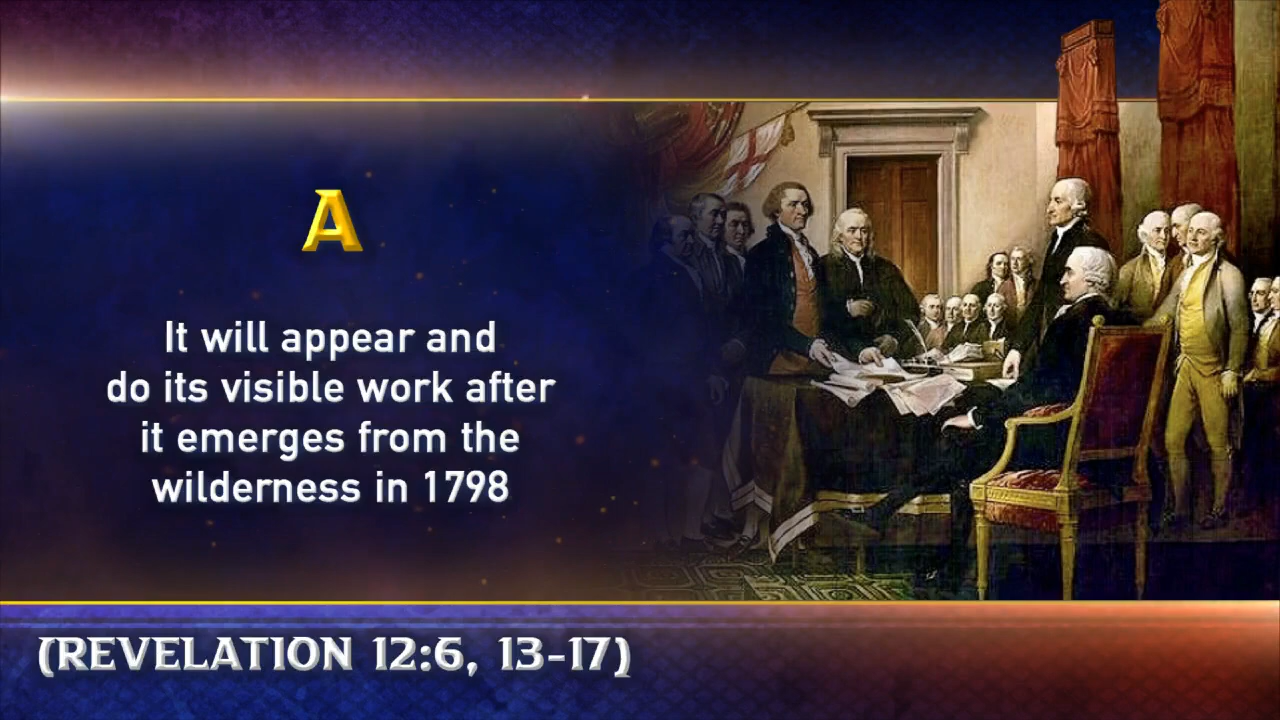 A
It will appear and
do its visible work after
it emerges from the
wilderness in 1798
(REVELATION 12:6, 13-17)